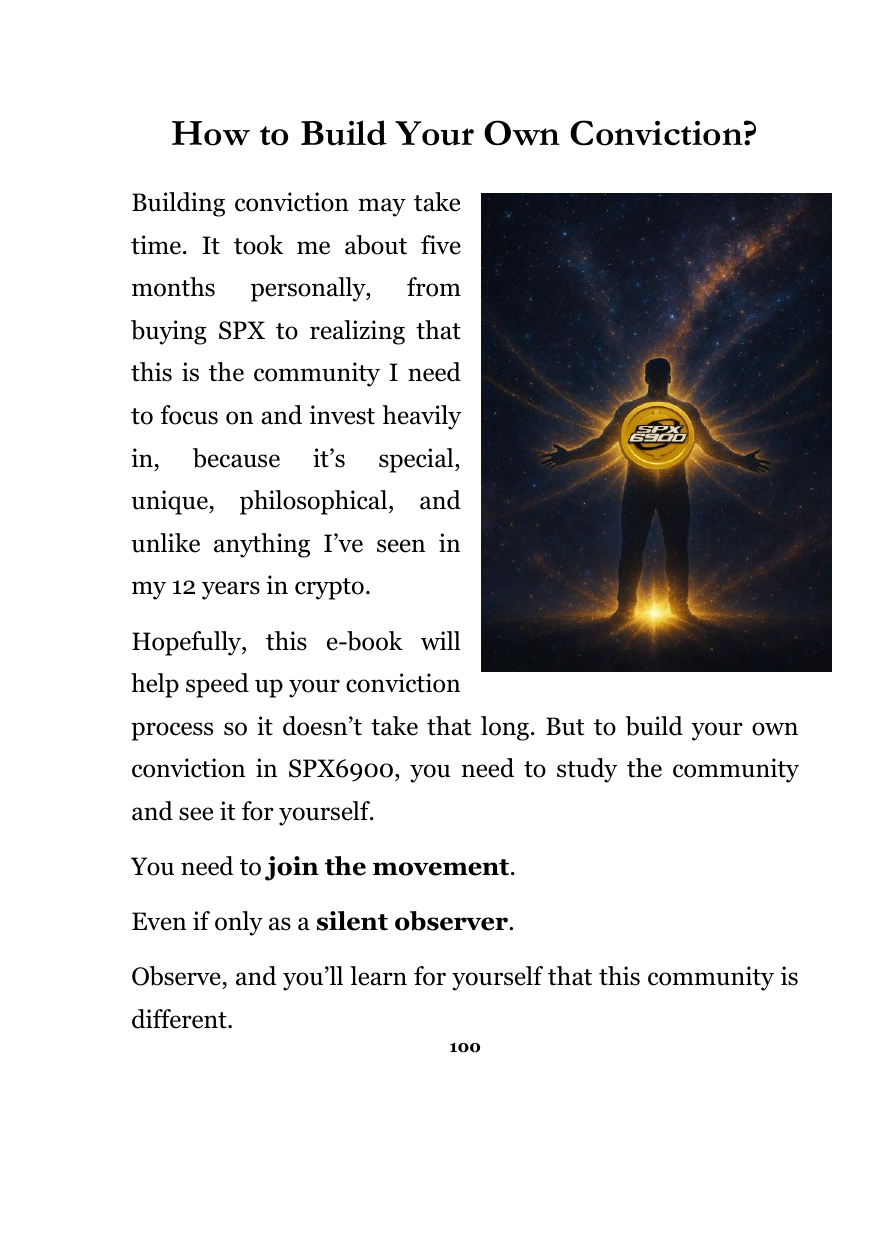 How to Build Your Own Conviction?
Building conviction may take
time. It took me about five
months personally, from
buying SPX to realizing that
this is the community I need
to focus on and invest heavily
in, because it’s special,
unique, philosophical, and
unlike anything I’ve seen in
my 12 years in crypto.
SPX
6900
Hopefully, this e-book will
help speed up your conviction
process so it doesn’t take that long. But to build your own
conviction in SPX6900, you need to study the community
and see it for yourself.
You need to join the movement.
Even if only as a silent observer.
Observe, and you’ll learn for yourself that this community is
different.
100